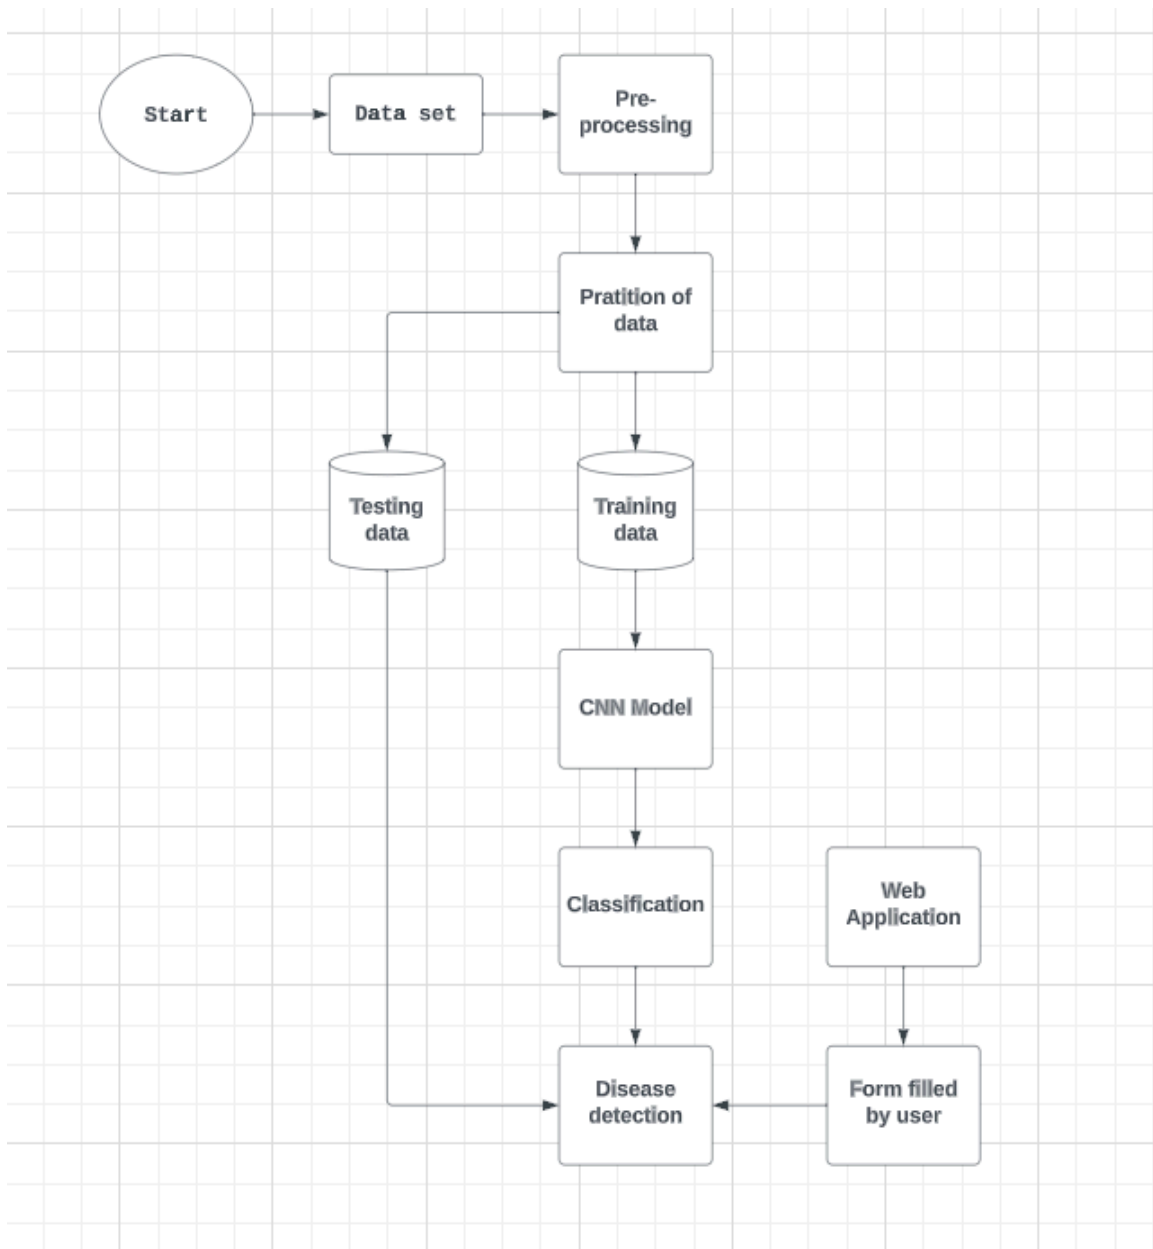 Start
Data set
Pre-
processing
Pratition of
data
Testing
data
Training
data
CNN Model
Classification
Web
Application
Disease
detection
Form filled
by user